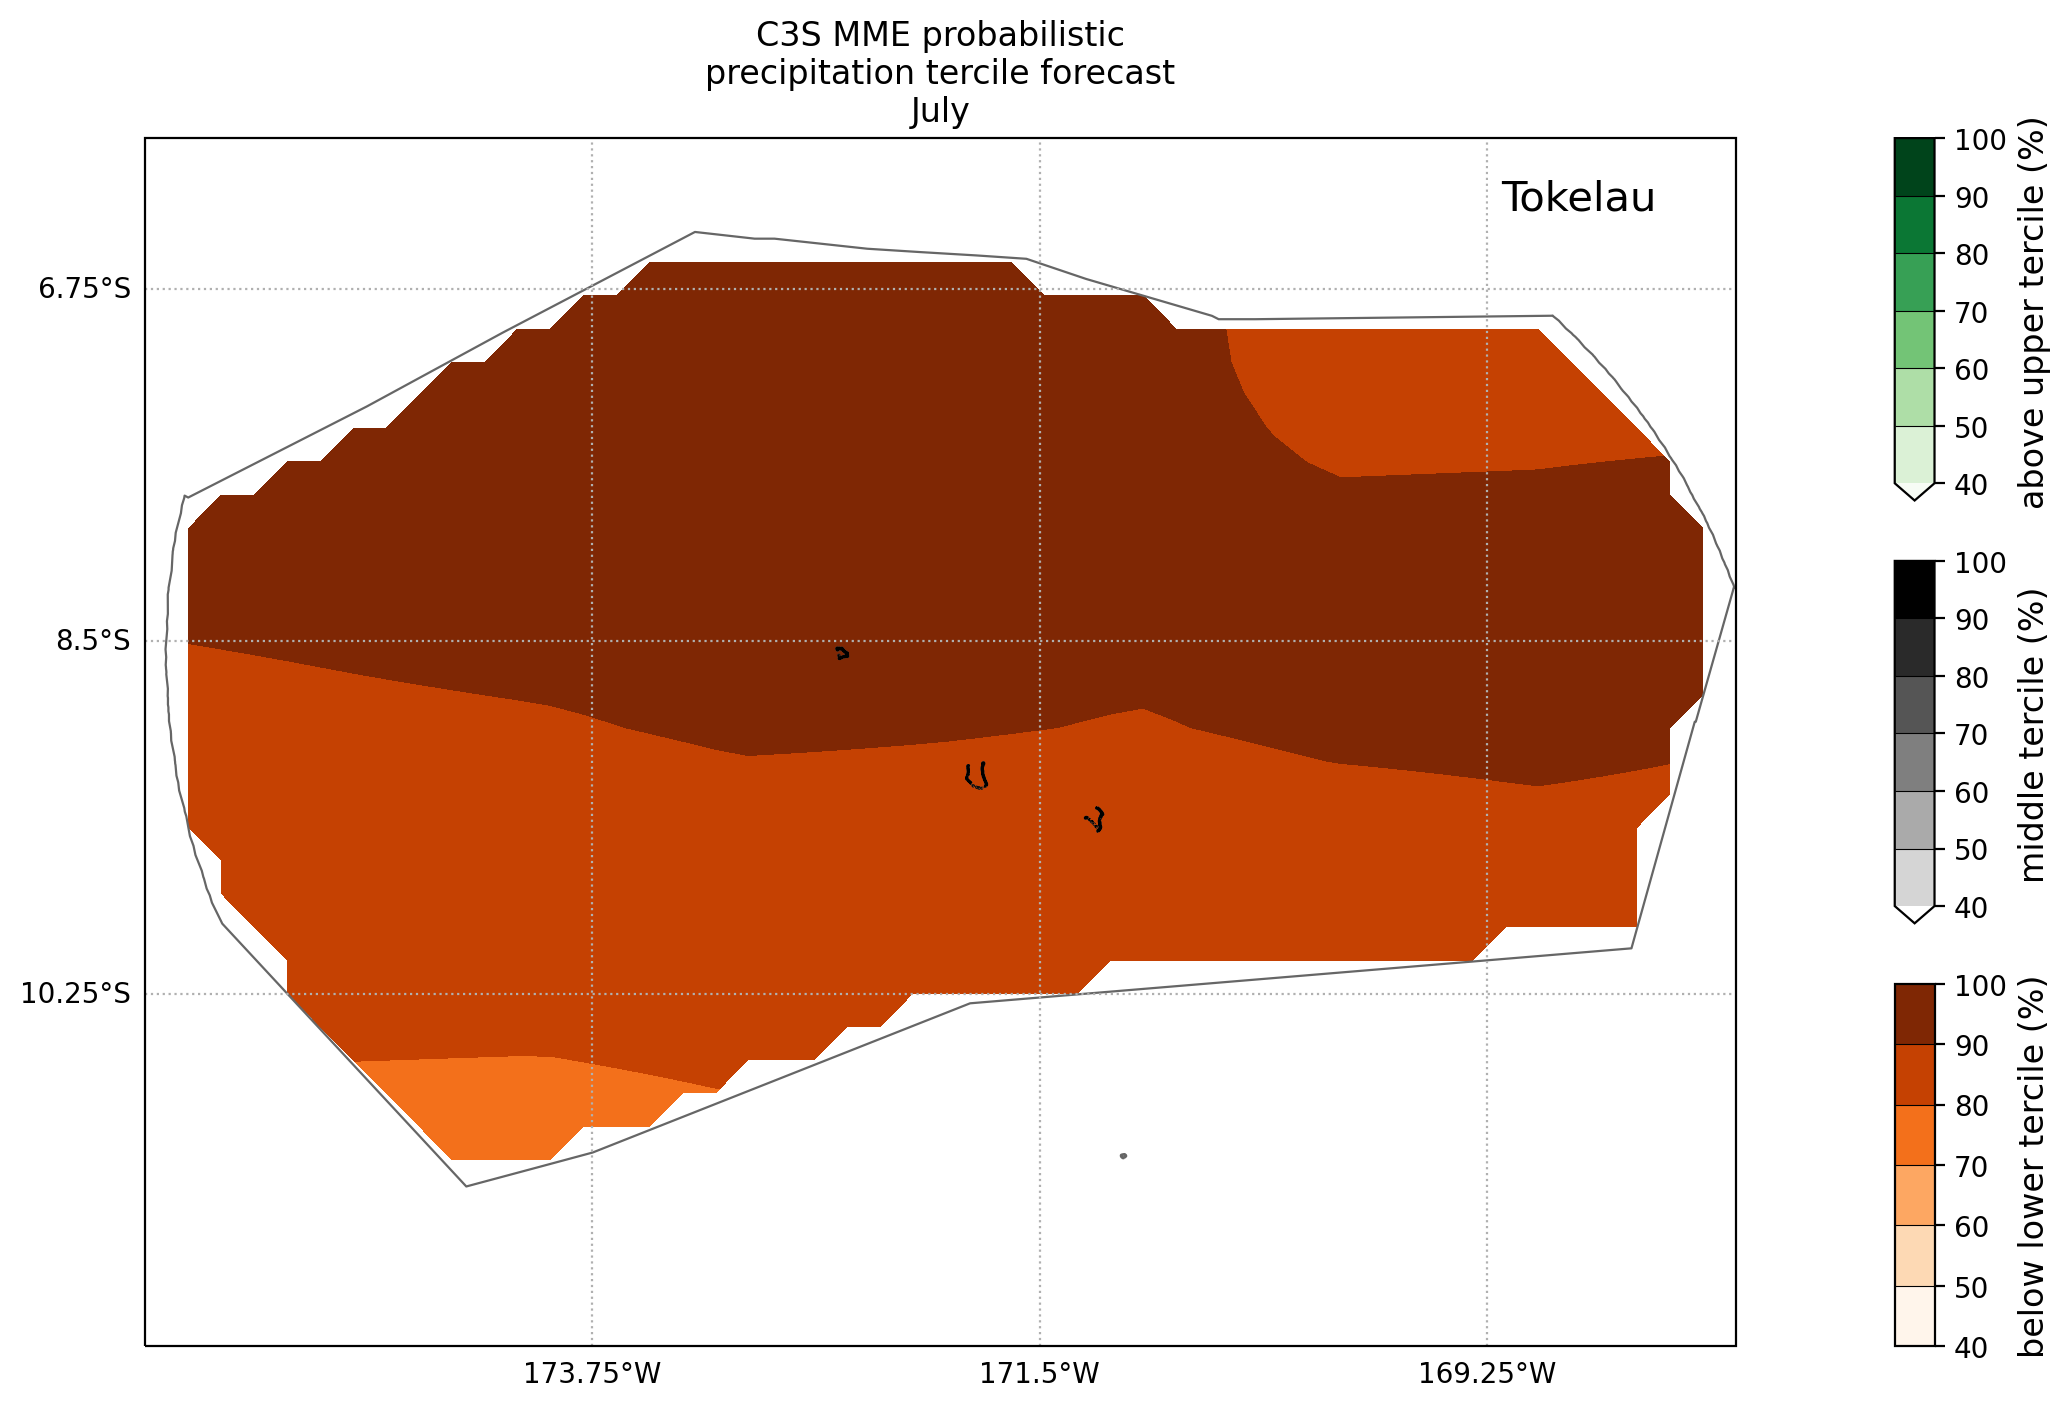 C3S MME probabilistic
precipitation tercile forecast
July
Tokelau
6.75°S
8.5°S
10.25°S
173.75°W
171.5°W
169.25°W
100
90
80
70
60
50
40
above upper tercile (%)
100
90
80
70
60
50
40
middle tercile (%)
100
90
80
70
60
50
40
below lower tercile (%)